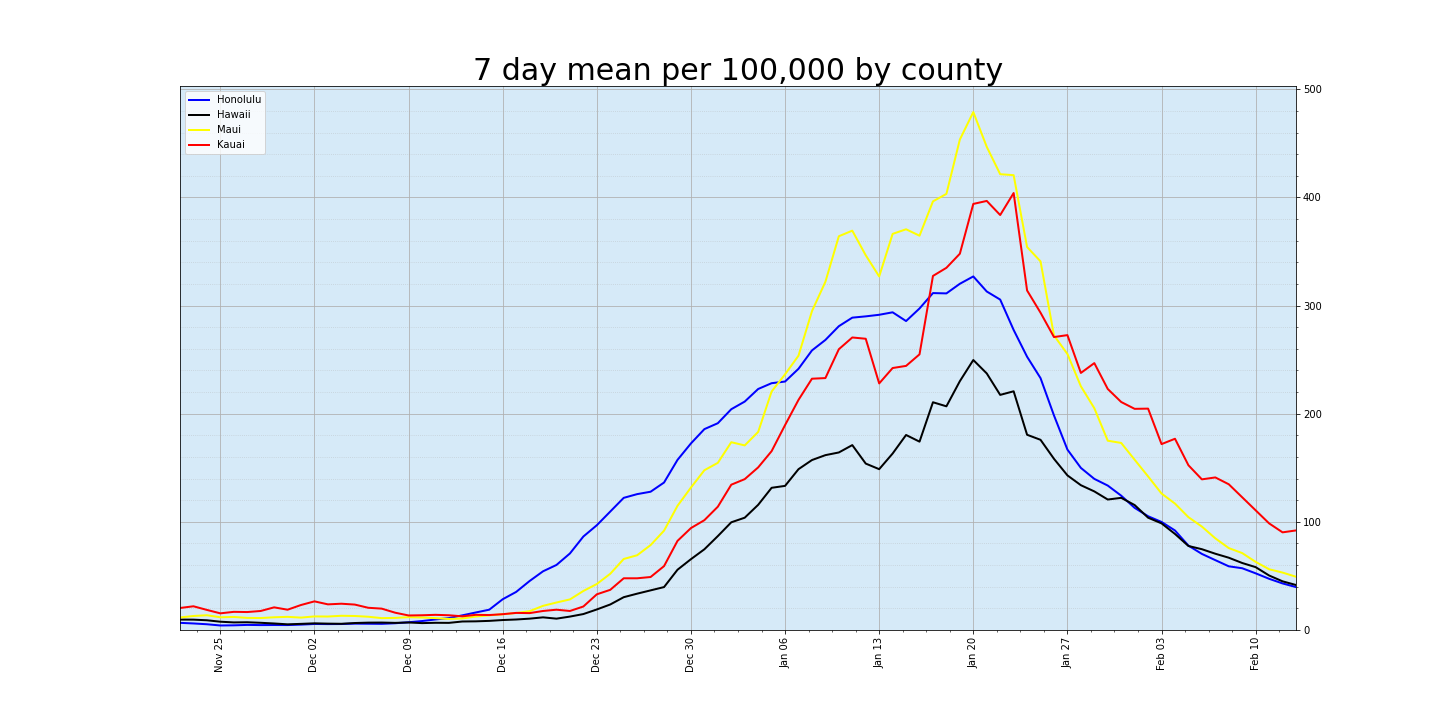 7 day mean per 100,000 by county
Honolulu
Hawaii
Maui
Kauai
500
400
300
200
100
0
Nov 25
Dec 02
Dec 09
Dec 16
Dec 23
Dec 30
Jan 06
Jan 13
Jan 20
Jan 27
Feb 03
Feb 10